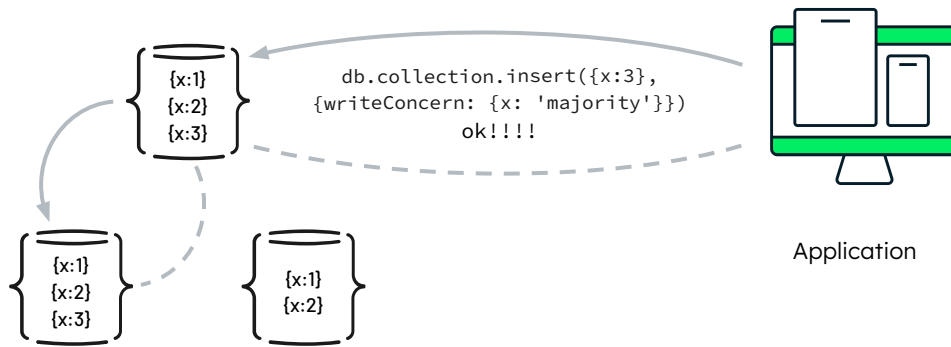 {x:1}
{x:2}
{x:3}
db.collection.insert({x:3},
{writeConcern: {x: 'majority'}})
ok!!!!
Application
{x:1}
{x:2}
{x:3}
{x:1}
{x:2}